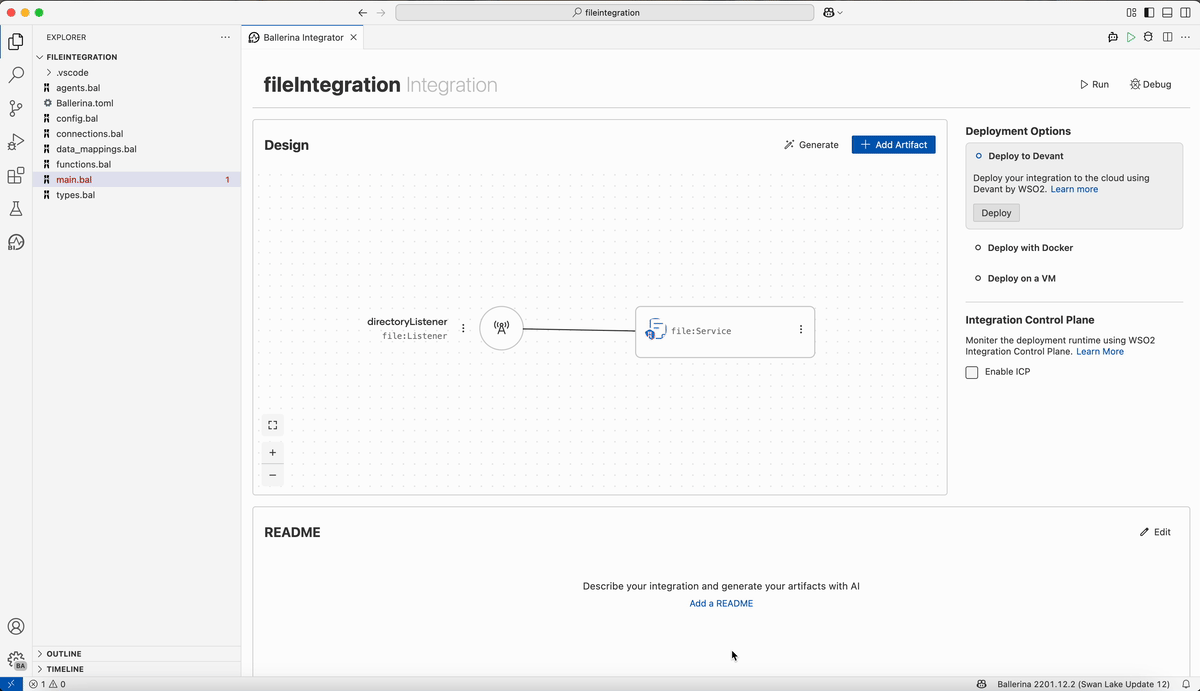 fileintegration
EXPLORER
FILEINTEGRATION
.vscode
agents.bal
Ballerina.toml
config.bal
connections.bal
data_mappings.bal
functions.bal
main.bal 1
types.bal
OUTLINE
TIMELINE
Ballerina Integrator
fileIntegration Integration
Run
Debug
Design
Generate
Add Artifact
directoryListener
file:Listener
file:Service
Deployment Options
Deploy to Devant
Deploy your integration to the cloud using
Devant by WSO2. Learn more
Deploy
Deploy with Docker
Deploy on a VM
Integration Control Plane
Moniter the deployment runtime using WSO2
Integration Control Plane. Learn More
Enable ICP
README
Edit
Describe your integration and generate your artifacts with AI
Add a README
BA
1 0
Ballerina 2201.12.2 (Swan Lake Update 12)